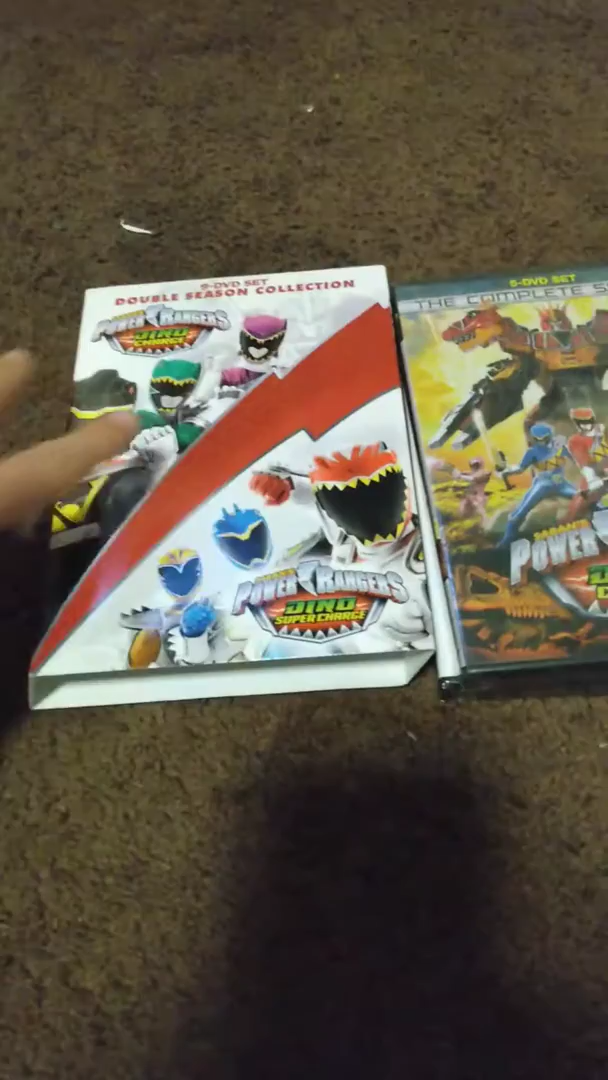 9-DVD SET
DOUBLE SEASON COLLECTION
POWER RANGERS
DINO
CHARGE
POWER RANGERS
DINO
SUPER CHARGE
5-DVD SET
THE COMPLETE
POWER